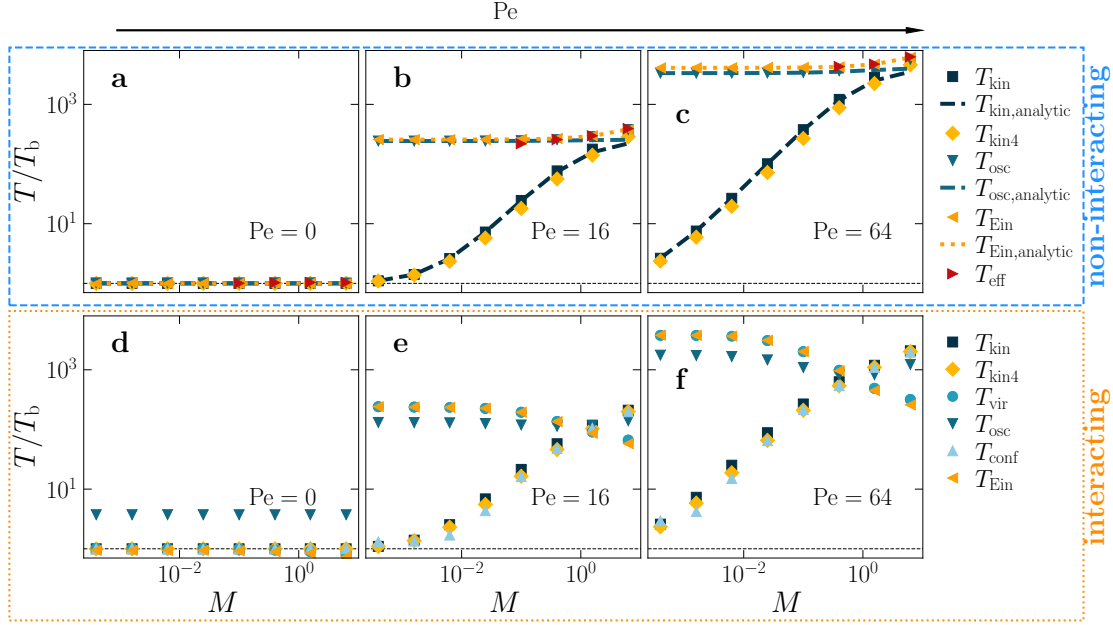 Pe
a
b
c
T/T_b
10^3
10^1
Pe = 0
Pe = 16
Pe = 64
T_kin
T_kin,analytic
T_kin4
T_osc
T_osc,analytic
T_Ein
T_Ein,analytic
T_eff
non-interacting
d
e
f
T/T_b
10^3
10^1
Pe = 0
Pe = 16
Pe = 64
10^−2
10^0
10^−2
10^0
10^−2
10^0
M
M
M
T_kin
T_kin4
T_vir
T_osc
T_conf
T_Ein
interacting